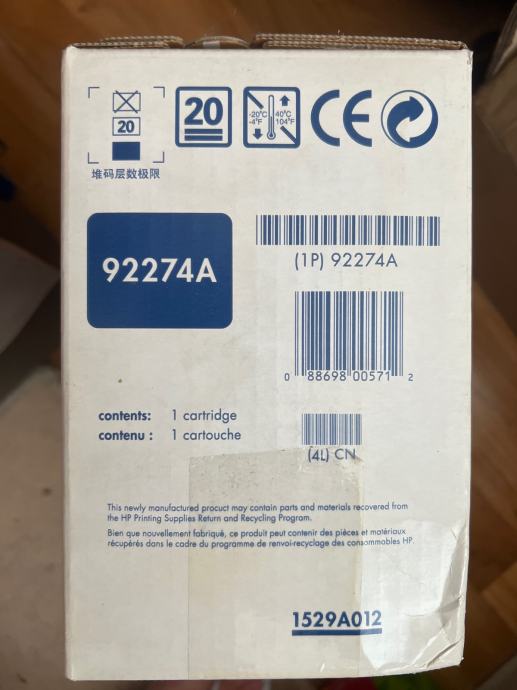 20
20
-20°C
-4°F
40°C
104°F
CE
堆码层数极限
92274A
(1P) 92274A
0 88698 00571 2
contents: 1 cartridge
contenu : 1 cartouche
(4L) CN
This newly manufactured product may contain parts and materials recovered from
the HP Printing Supplies Return and Recycling Program.
Bien que nouvellement fabriqué, ce produit peut contenir des pièces et matériaux
récupérés dans le cadre du programme de renvoi-recyclage des consommables HP.
1529A012